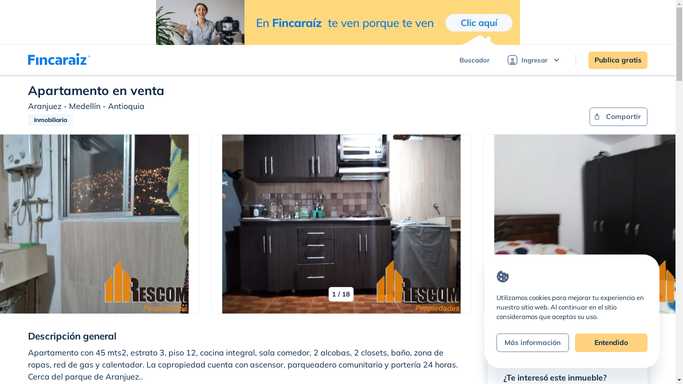 En Fincaraíz te ven porque te ven
Clic aquí
Fincaraíz
Buscador
Ingresar
Publica gratis
Apartamento en venta
Aranjuez - Medellín - Antioquia
Inmobiliaria
Compartir
RESCOM
Propiedades
1 / 18
RESCOM
Propiedades
Utilizamos cookies para mejorar tu experiencia en
nuestro sitio web. Al continuar en el sitio
consideramos que aceptas su uso.
Más información
Entendido
Descripción general
Apartamento con 45 mts2, estrato 3, piso 12, cocina integral, sala comedor, 2 alcobas, 2 closets, baño, zona de
ropas, red de gas y calentador. La copropiedad cuenta con ascensor, parqueadero comunitario y portería 24 horas.
Cerca del parque de Aranjuez..
¿Te interesó este inmueble?